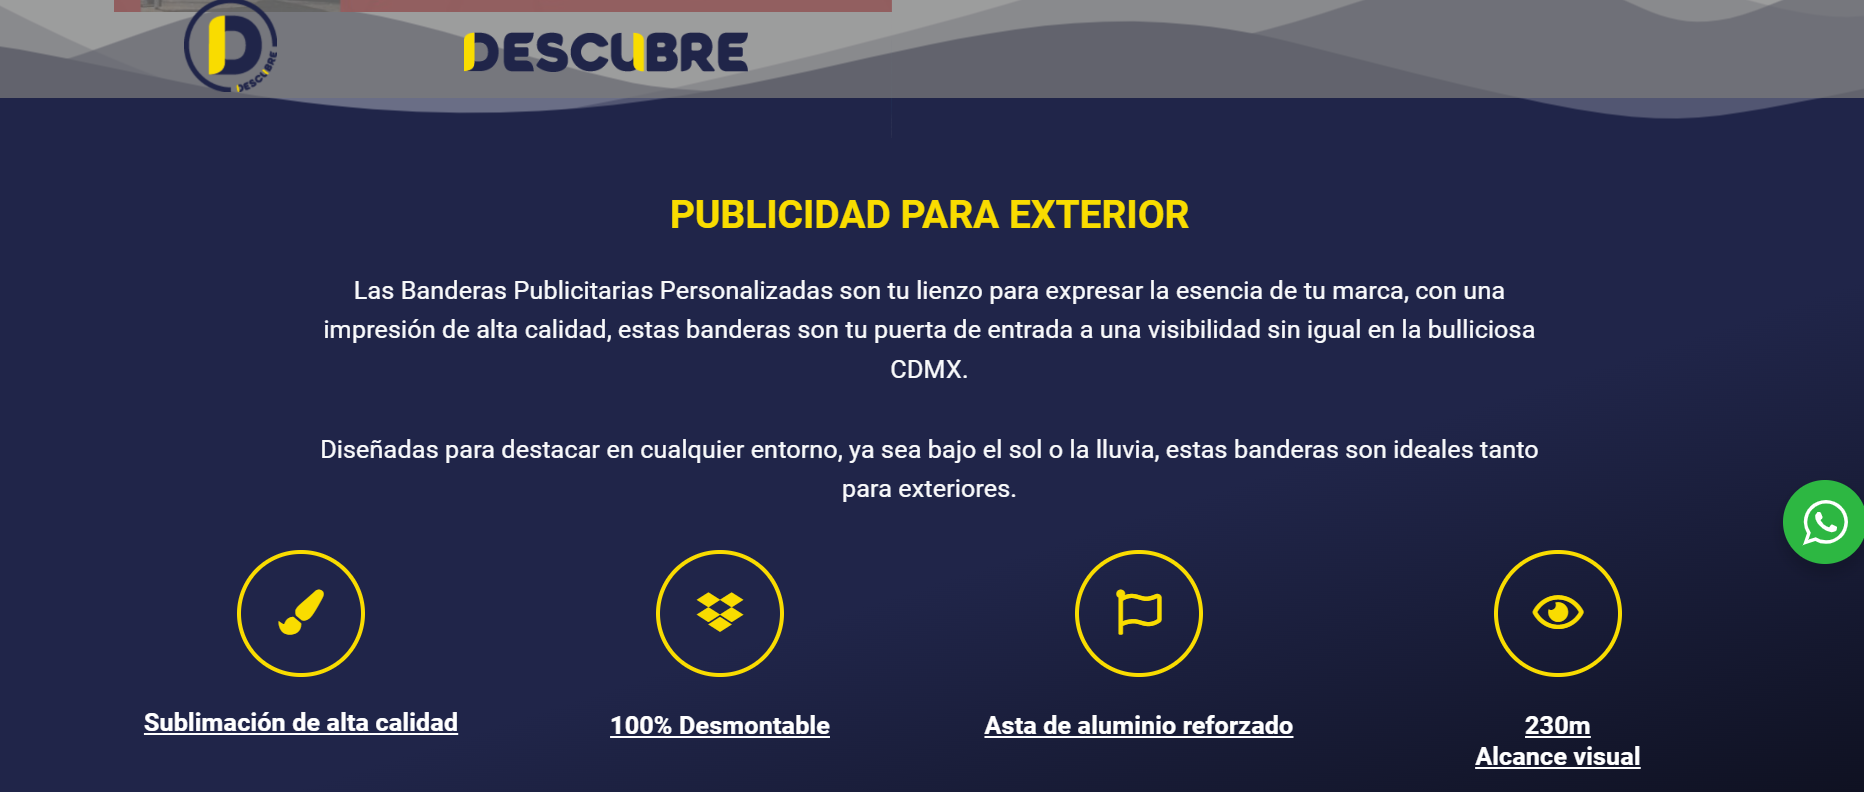 DESCUBRE
DESCUBRE
PUBLICIDAD PARA EXTERIOR
Las Banderas Publicitarias Personalizadas son tu lienzo para expresar la esencia de tu marca, con una
impresión de alta calidad, estas banderas son tu puerta de entrada a una visibilidad sin igual en la bulliciosa
CDMX.
Diseñadas para destacar en cualquier entorno, ya sea bajo el sol o la lluvia, estas banderas son ideales tanto
para exteriores.
Sublimación de alta calidad
100% Desmontable
Asta de aluminio reforzado
230m
Alcance visual